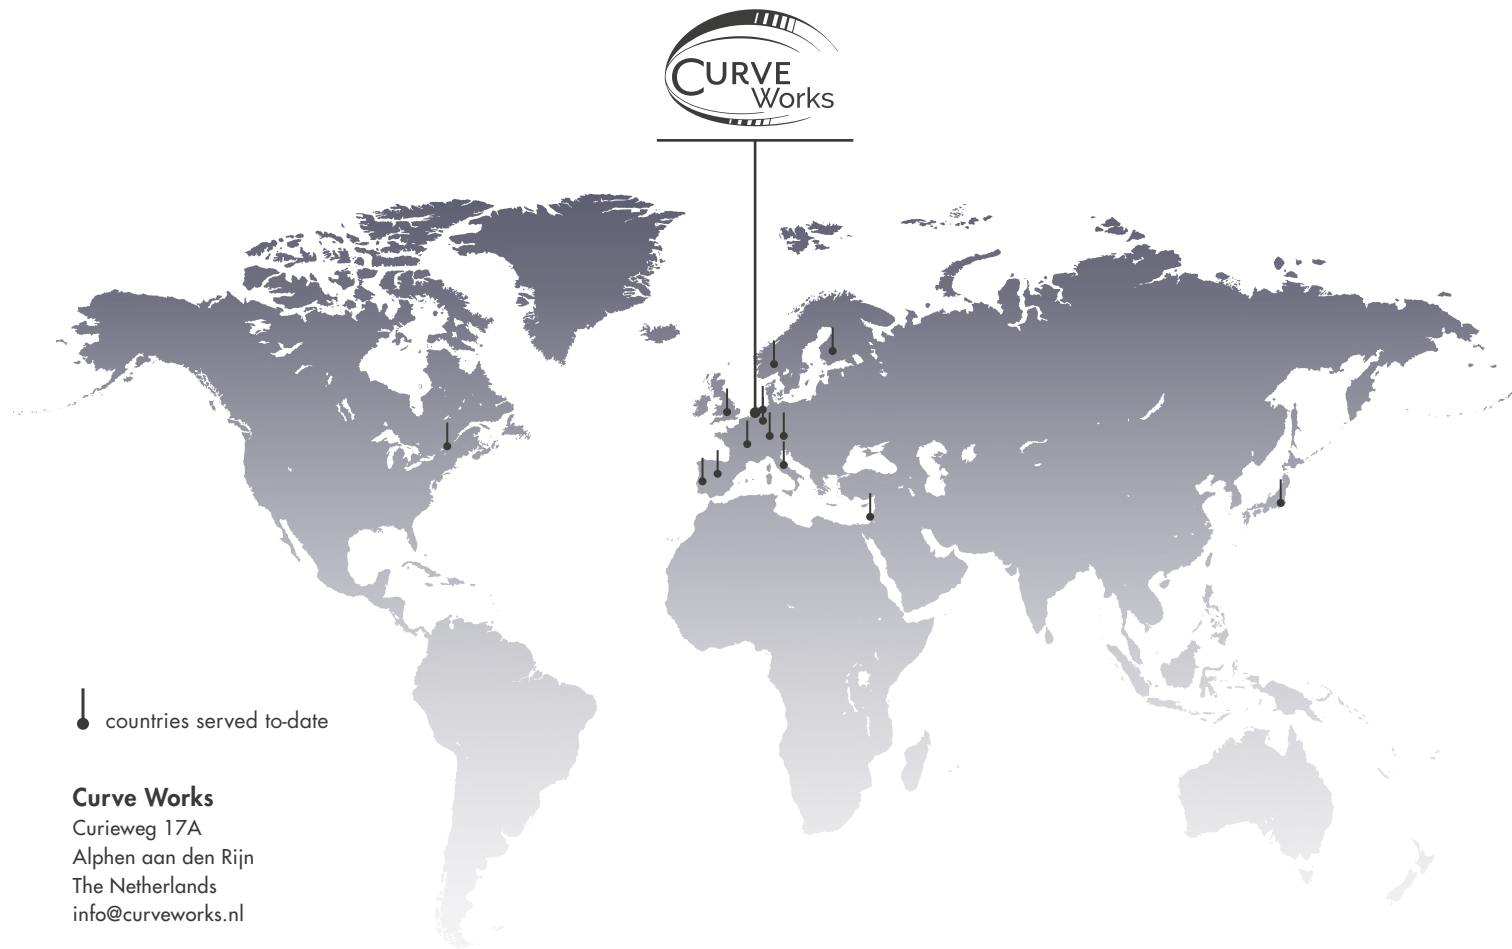 CURVE
Works
countries served to-date
Curve Works
Curieweg 17A
Alphen aan den Rijn
The Netherlands
info@curveworks.nl